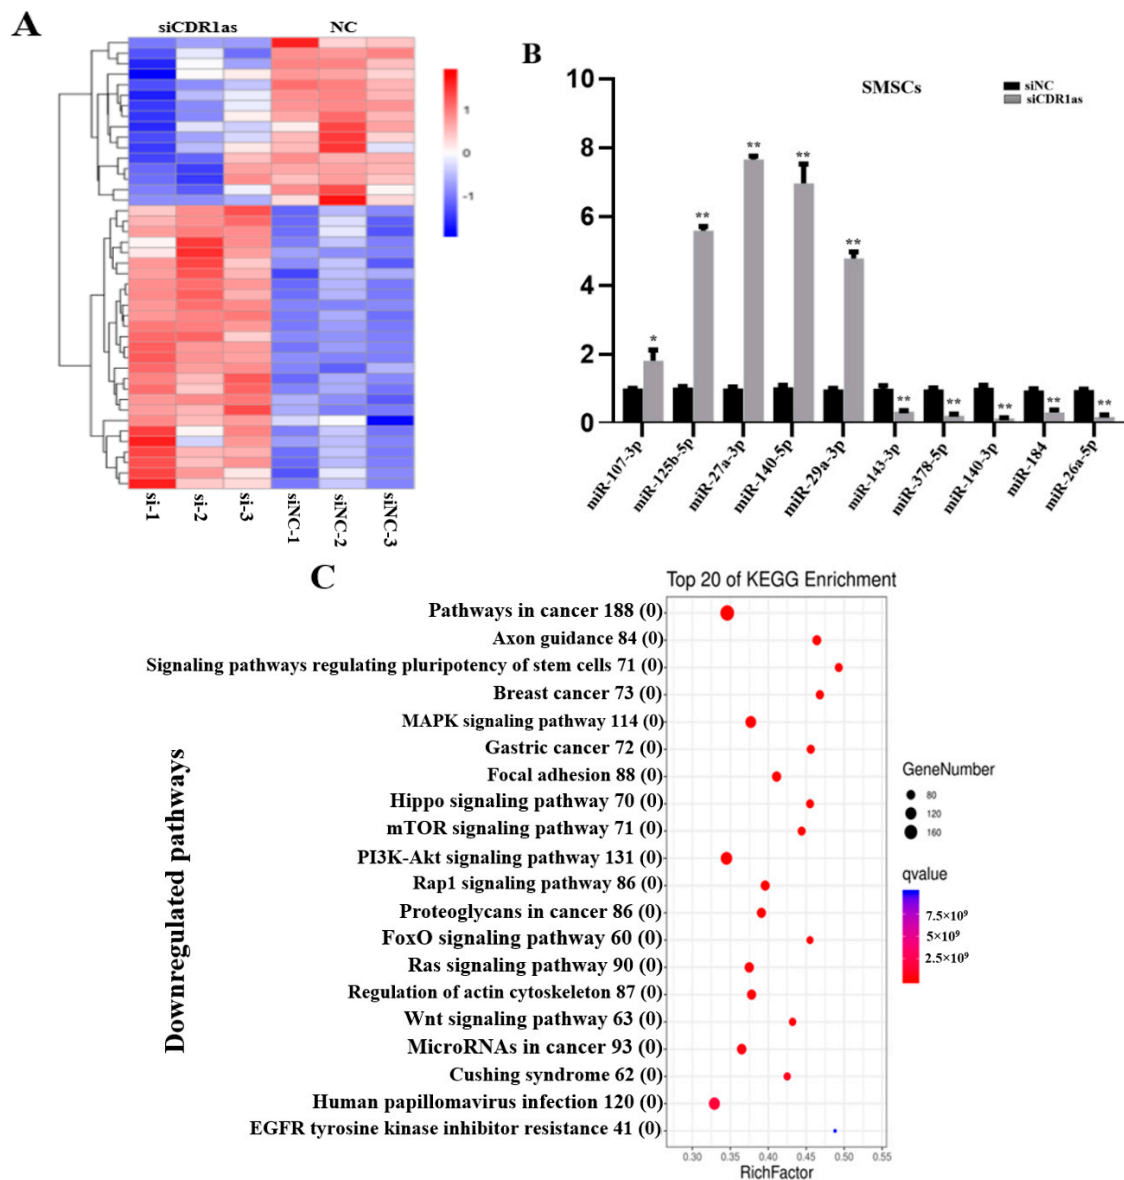 A
siCDR1as NC
1
0
-1
si-1
si-2
si-3
siNC-1
siNC-2
siNC-3
B
SMSCs
siNC
siCDR1as
10
8
6
4
2
0
*
**
**
**
**
**
**
**
**
**
miR-107-3p
miR-125b-5p
miR-27a-3p
miR-140-5p
miR-29a-3p
miR-143-3p
miR-378-5p
miR-140-3p
miR-184
miR-26a-5p
C
Top 20 of KEGG Enrichment
Downregulated pathways
Pathways in cancer 188 (0)
Axon guidance 84 (0)
Signaling pathways regulating pluripotency of stem cells 71 (0)
Breast cancer 73 (0)
MAPK signaling pathway 114 (0)
Gastric cancer 72 (0)
Focal adhesion 88 (0)
Hippo signaling pathway 70 (0)
mTOR signaling pathway 71 (0)
PI3K-Akt signaling pathway 131 (0)
Rap1 signaling pathway 86 (0)
Proteoglycans in cancer 86 (0)
FoxO signaling pathway 60 (0)
Ras signaling pathway 90 (0)
Regulation of actin cytoskeleton 87 (0)
Wnt signaling pathway 63 (0)
MicroRNAs in cancer 93 (0)
Cushing syndrome 62 (0)
Human papillomavirus infection 120 (0)
EGFR tyrosine kinase inhibitor resistance 41 (0)
0.30 0.35 0.40 0.45 0.50 0.55
RichFactor
GeneNumber
80
120
160
qvalue
7.5×10⁹
5×10⁹
2.5×10⁹